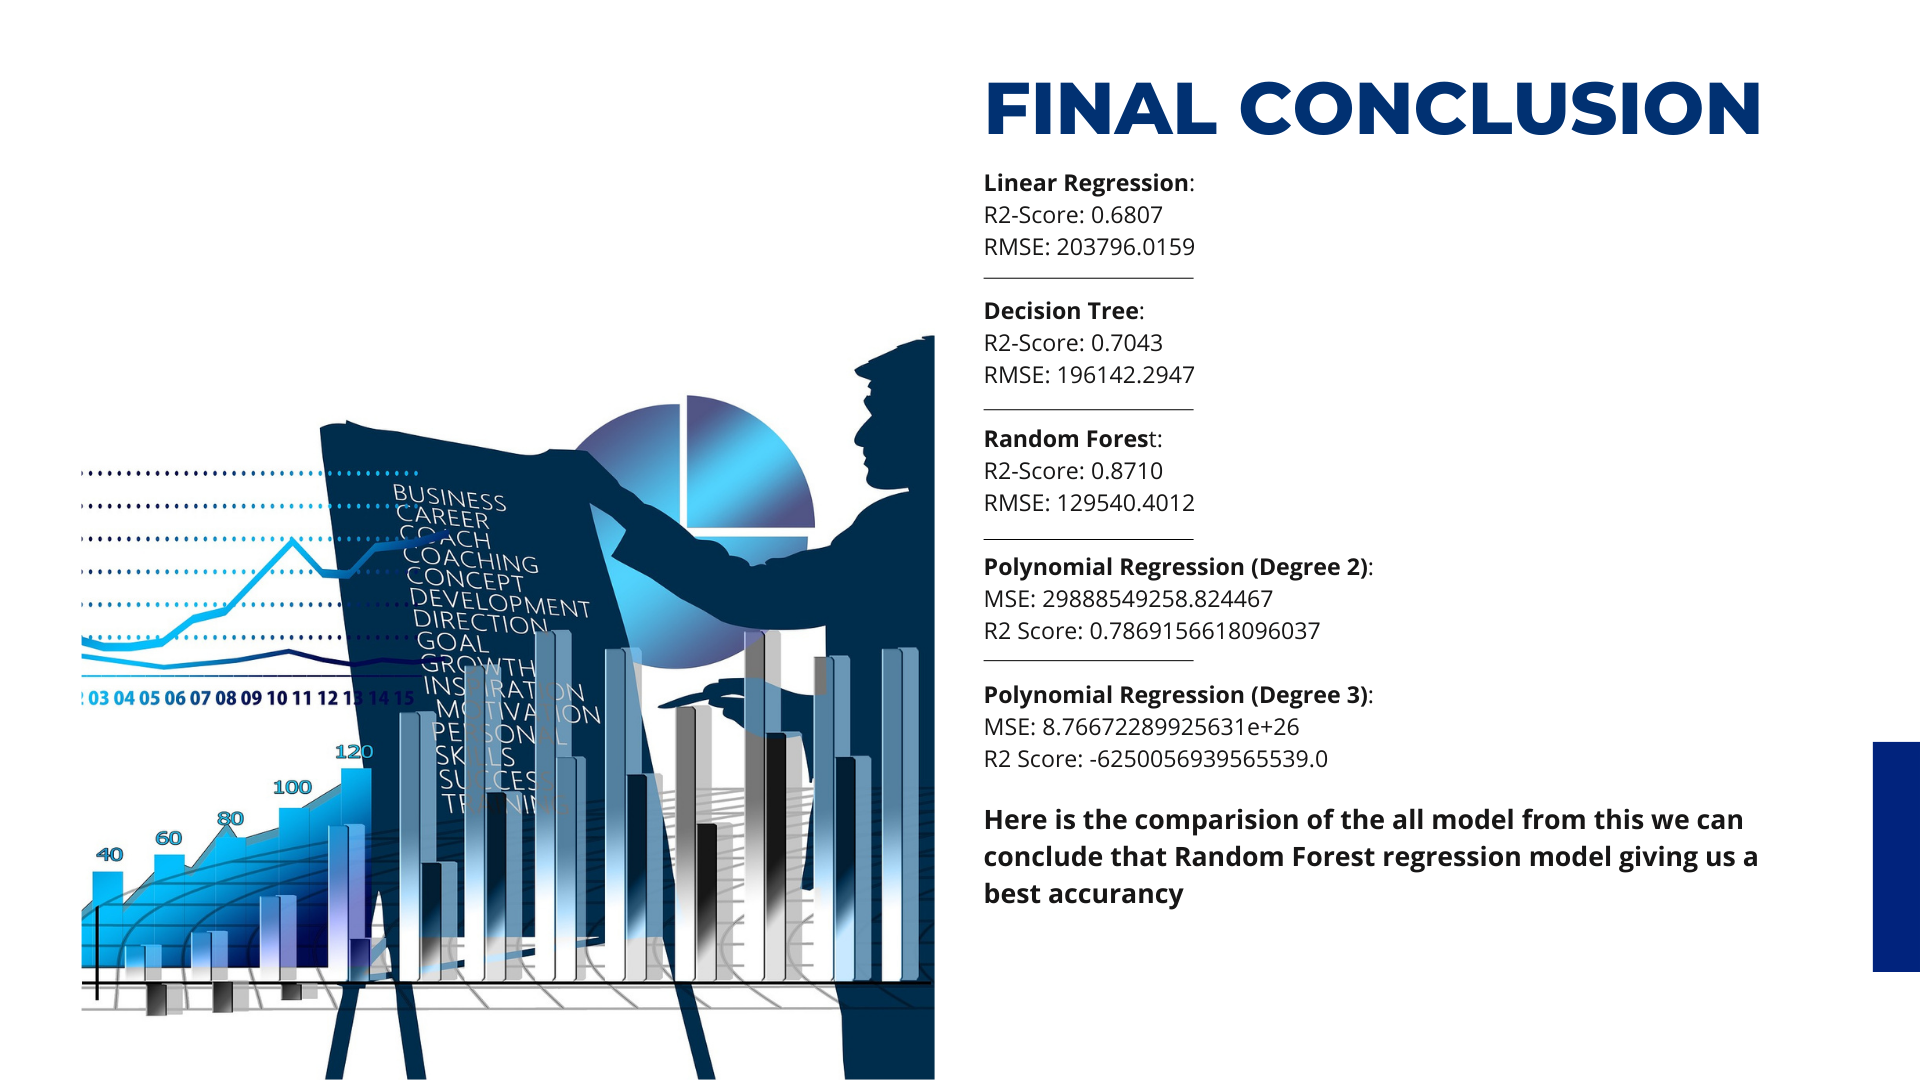 FINAL CONCLUSION
Linear Regression:
R2-Score: 0.6807
RMSE: 203796.0159
Decision Tree:
R2-Score: 0.7043
RMSE: 196142.2947
Random Forest:
R2-Score: 0.8710
RMSE: 129540.4012
Polynomial Regression (Degree 2):
MSE: 29888549258.824467
R2 Score: 0.7869156618096037
Polynomial Regression (Degree 3):
MSE: 8.76672289925631e+26
R2 Score: -6250056939565539.0
Here is the comparision of the all model from this we can
conclude that Random Forest regression model giving us a
best accurancy
BUSINESS
CAREER
COACH
COACHING
CONCEPT
DEVELOPMENT
DIRECTION
GOAL
GROWTH
INSPIRATION
MOTIVATION
PERSONAL
SKILLS
SUCCESS
TRAINING
03 04 05 06 07 08 09 10 11 12 13 14 15
120
100
80
60
40